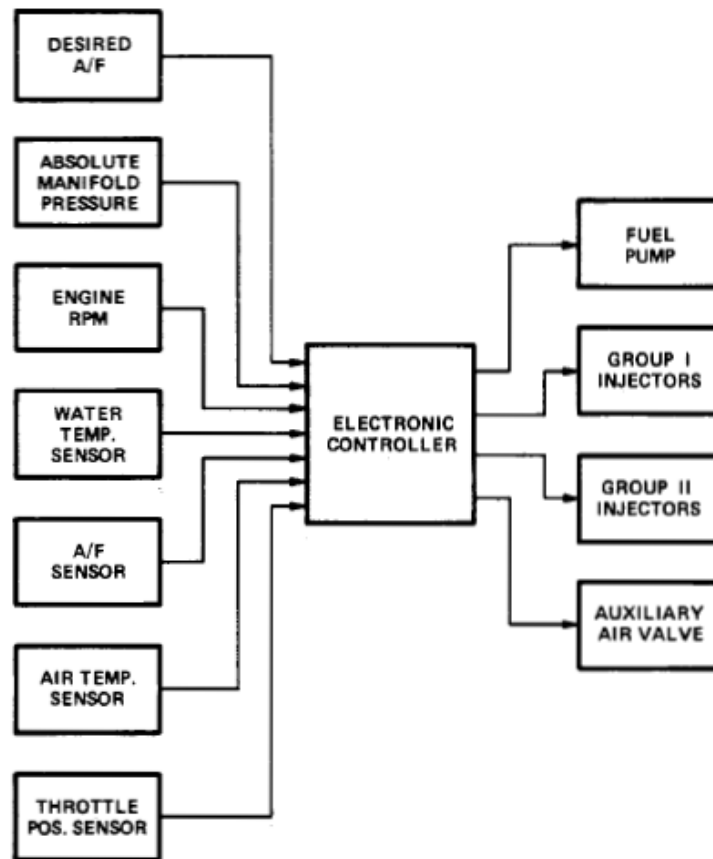 DESIRED
A/F
ABSOLUTE
MANIFOLD
PRESSURE
ENGINE
RPM
WATER
TEMP.
SENSOR
A/F
SENSOR
AIR TEMP.
SENSOR
THROTTLE
POS. SENSOR
ELECTRONIC
CONTROLLER
FUEL
PUMP
GROUP I
INJECTORS
GROUP II
INJECTORS
AUXILIARY
AIR VALVE